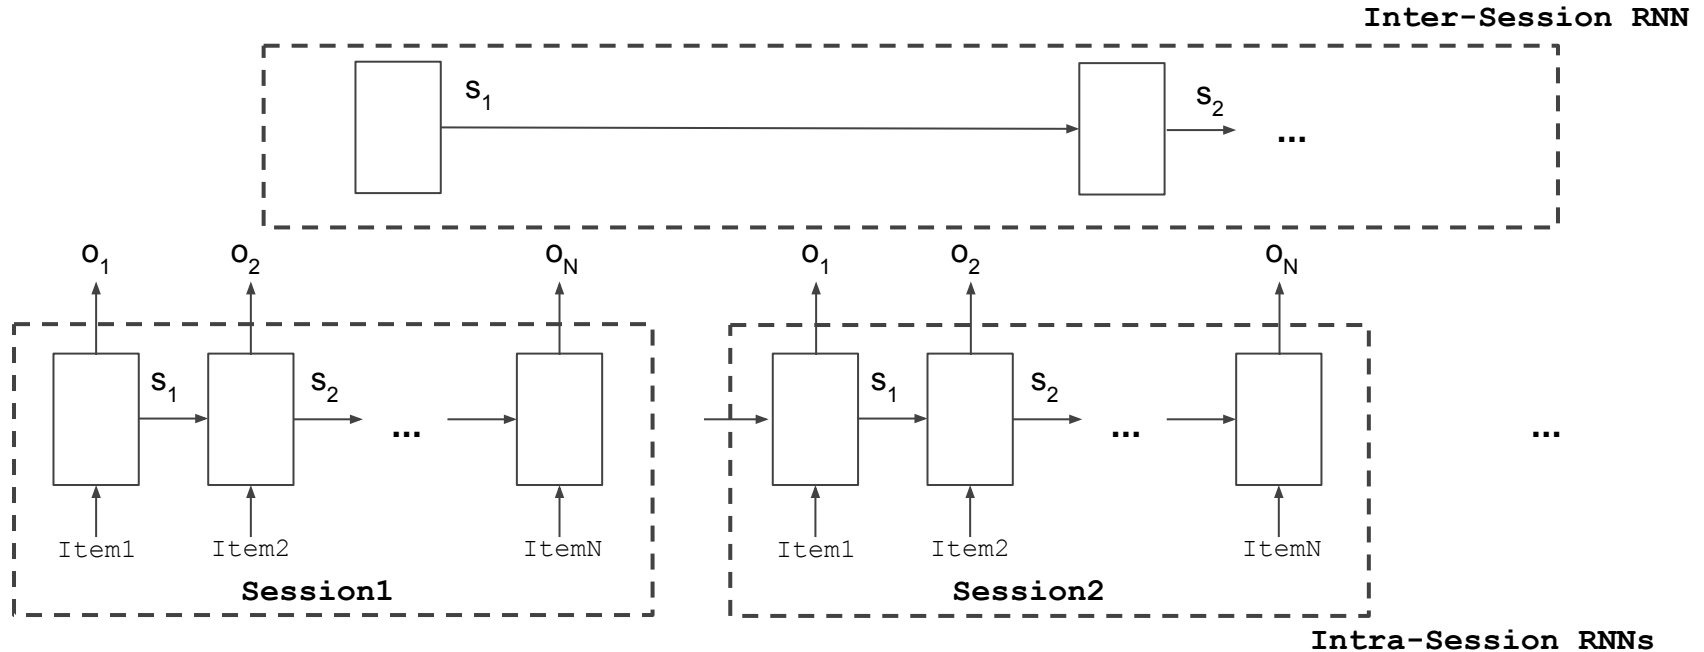 Inter-Session RNN
S1 S2 ...
O1 O2 ON O1 O2 ON
S1 S2 ... S1 S2 ... ...
Item1 Item2 ItemN Item1 Item2 ItemN
Session1 Session2
Intra-Session RNNs